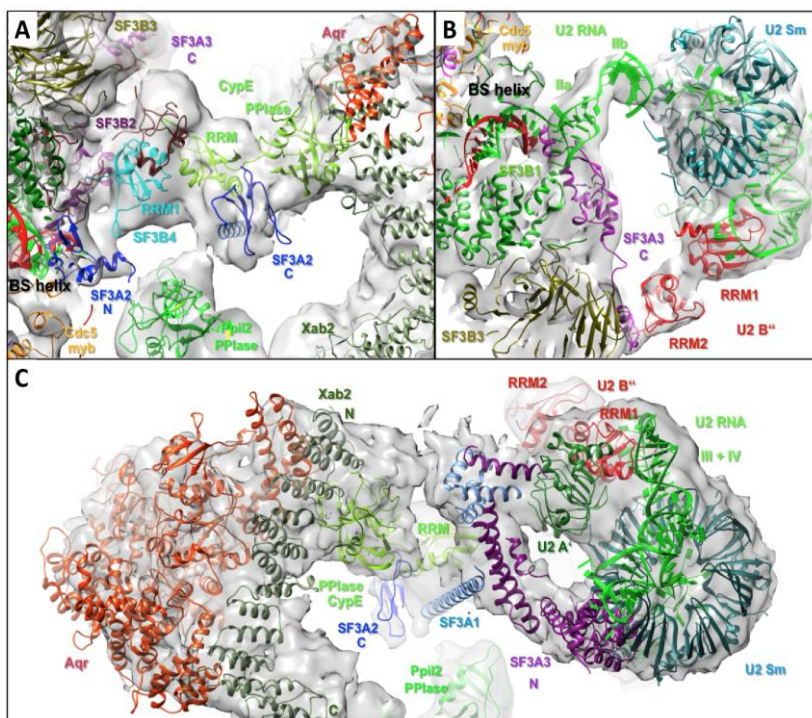 A
SF3B3
SF3A3
C
Aqr
CypE
PPIase
SF3B2
RRM
RRM1
SF3B4
BS helix
SF3A2
N
SF3A2
C
Cdc5
myb
Ppil2
PPIase
Xab2
B
Cdc5
myb
U2 RNA
IIb
U2 Sm
BS helix
IIa
SF3B1
SF3A3
C
RRM1
SF3B3
RRM2
U2 B“
C
Xab2
N
RRM2
U2 B“
RRM1
U2 RNA
III + IV
RRM
U2 A‘
PPIase
CypE
SF3A2
C
SF3A1
Aqr
SF3A3
N
Ppil2
PPIase
U2 Sm
C